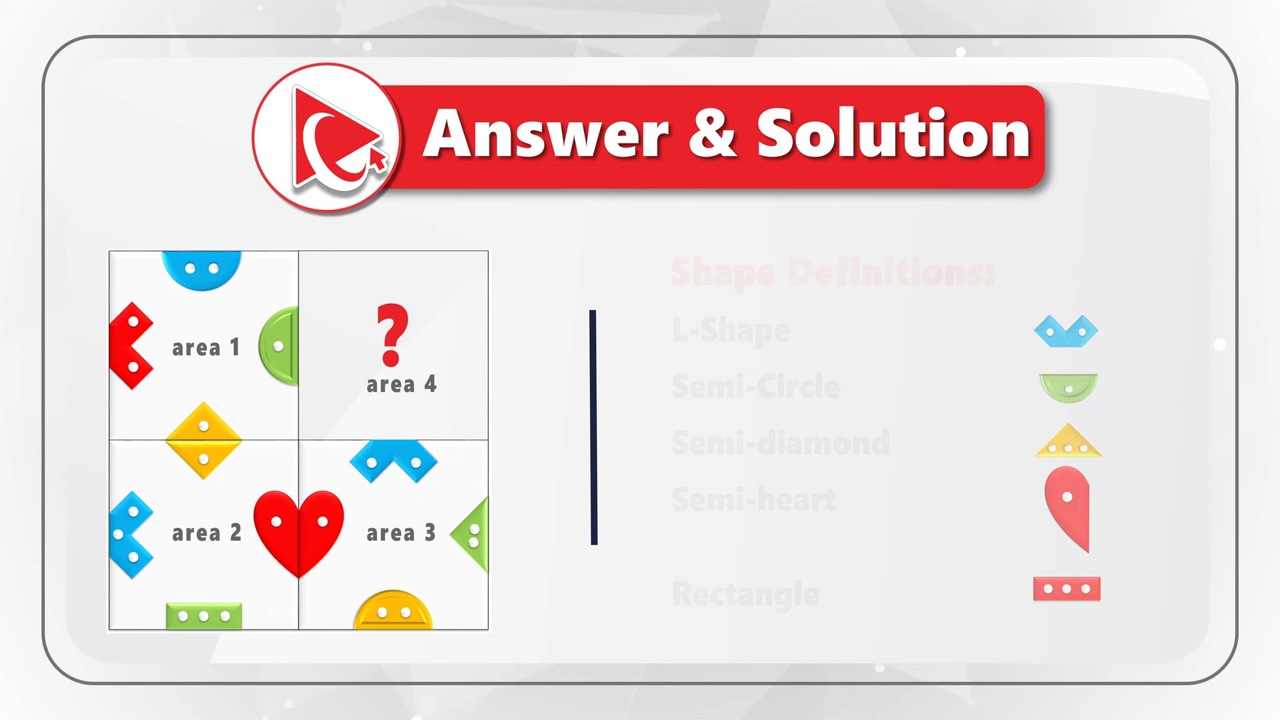 Answer & Solution
area 1
?
area 4
area 2
area 3
Shape Definitions:
L-Shape
Semi-Circle
Semi-diamond
Semi-heart
Rectangle